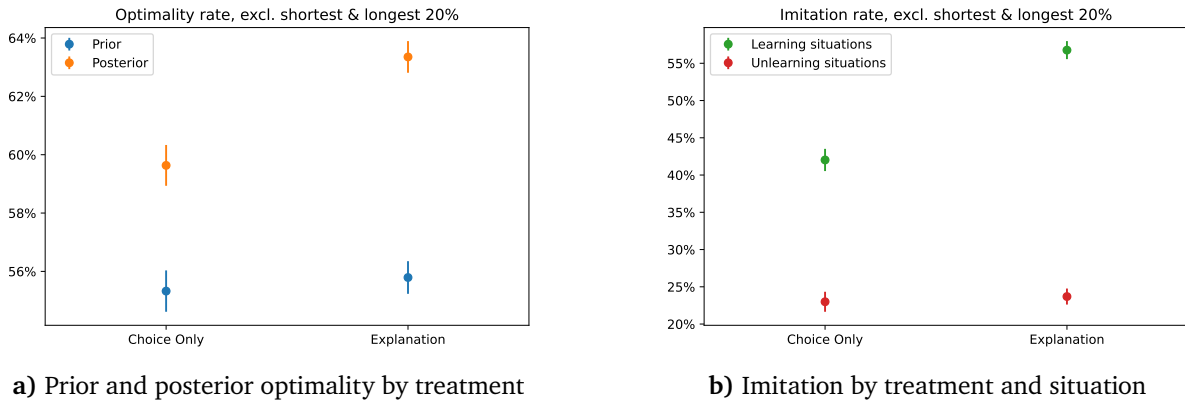 Optimality rate, excl. shortest & longest 20%
Prior
Posterior
64%
62%
60%
58%
56%
Choice Only
Explanation
a) Prior and posterior optimality by treatment
Imitation rate, excl. shortest & longest 20%
Learning situations
Unlearning situations
55%
50%
45%
40%
35%
30%
25%
20%
Choice Only
Explanation
b) Imitation by treatment and situation